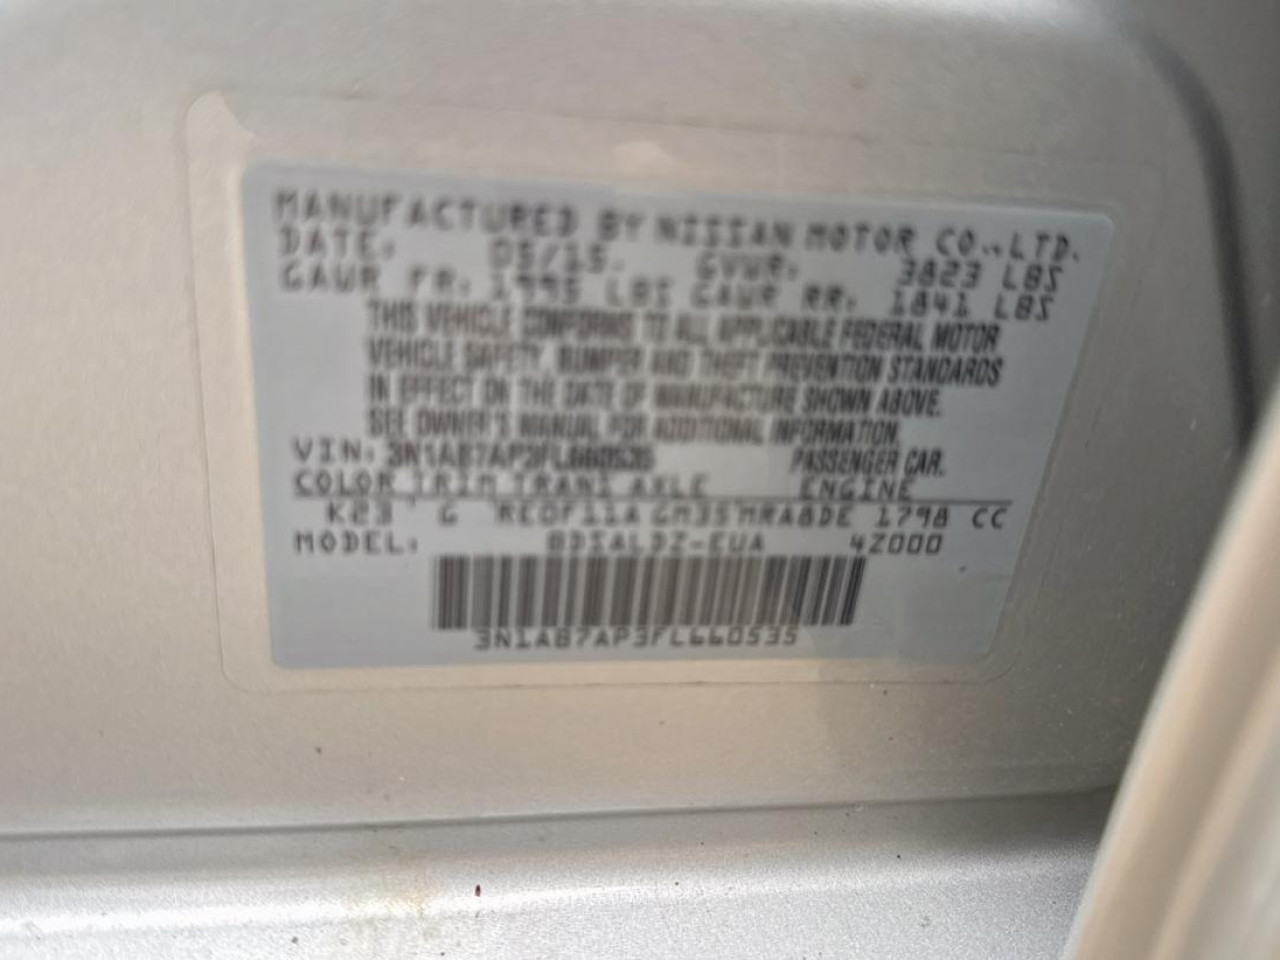 MANUFACTURED BY NISSAN MOTOR CO.,LTD.
DATE: 05/15. GVWR: 3823 LBS
GAWR FR: 1995 LBS GAWR RR: 1841 LBS
THIS VEHICLE CONFORMS TO ALL APPLICABLE FEDERAL MOTOR
VEHICLE SAFETY, BUMPER AND THEFT PREVENTION STANDARDS
IN EFFECT ON THE DATE OF MANUFACTURE SHOWN ABOVE.
SEE OWNER'S MANUAL FOR ADDITIONAL INFORMATION.
VIN: 3N1AB7AP3FL660535 PASSENGER CAR.
COLOR TRIM TRANS AXLE ENGINE
K23 G RE0F11A GM35 MRA8DE 1798 CC
MODEL: 4Z000
3N1AB7AP3FL660535